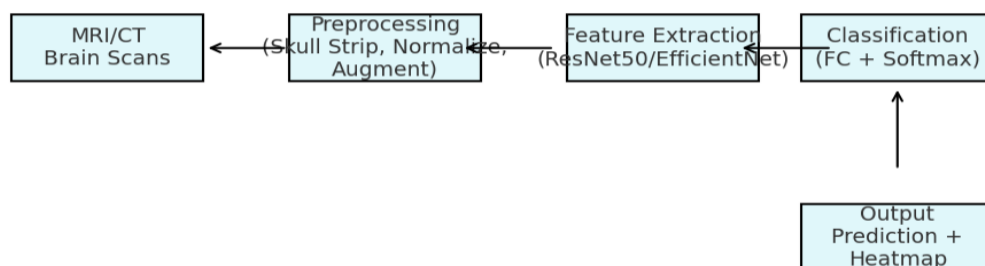 MRI/CT
Brain Scans
Preprocessing
(Skull Strip, Normalize,
Augment)
Feature Extraction
(ResNet50/EfficientNet)
Classification
(FC + Softmax)
Output
Prediction +
Heatmap